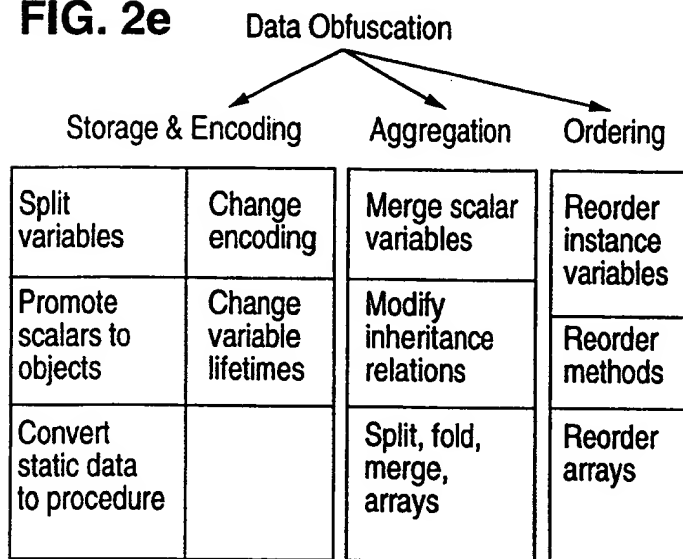 FIG. 2e
Data Obfuscation
Storage & Encoding
Aggregation
Ordering
Split
variables
Change
encoding
Merge scalar
variables
Reorder
instance
variables
Promote
scalars to
objects
Change
variable
lifetimes
Modify
inheritance
relations
Reorder
methods
Convert
static data
to procedure
Split, fold,
merge,
arrays
Reorder
arrays